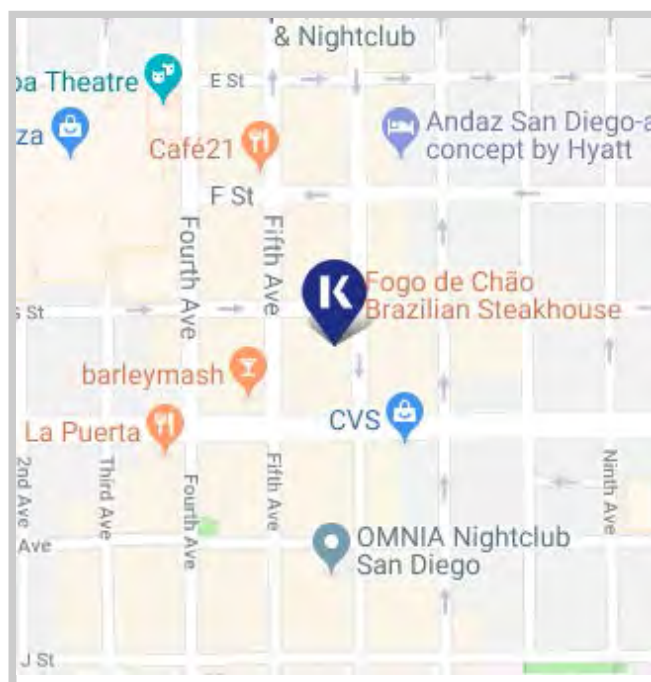 & Nightclub
pa Theatre
E St
za
Café21
Andaz San Diego-a
concept by Hyatt
F St
Fourth Ave
Fifth Ave
K
Fogo de Chão
Brazilian Steakhouse
St
barleymash
CVS
La Puerta
2nd Ave
Third Ave
Fourth Ave
Fifth Ave
Ninth Ave
Ave
OMNIA Nightclub
San Diego
J St